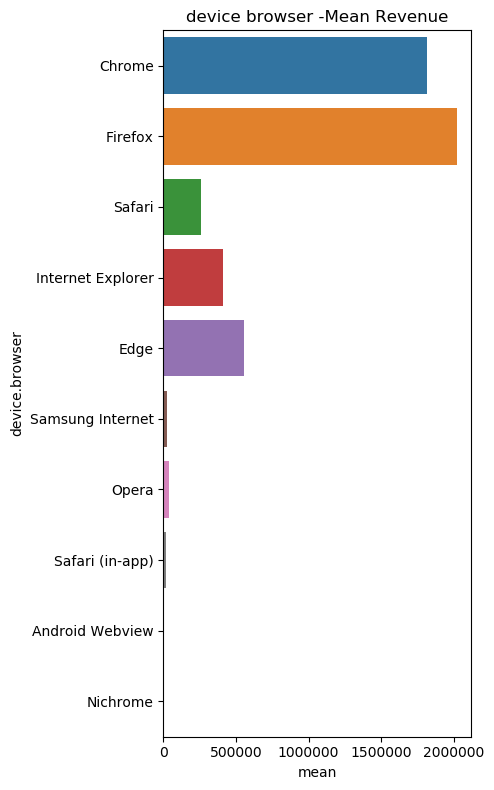 device browser -Mean Revenue
Chrome
Firefox
Safari
Internet Explorer
Edge
Samsung Internet
Opera
Safari (in-app)
Android Webview
Nichrome
device.browser
0 500000 1000000 1500000 2000000
mean